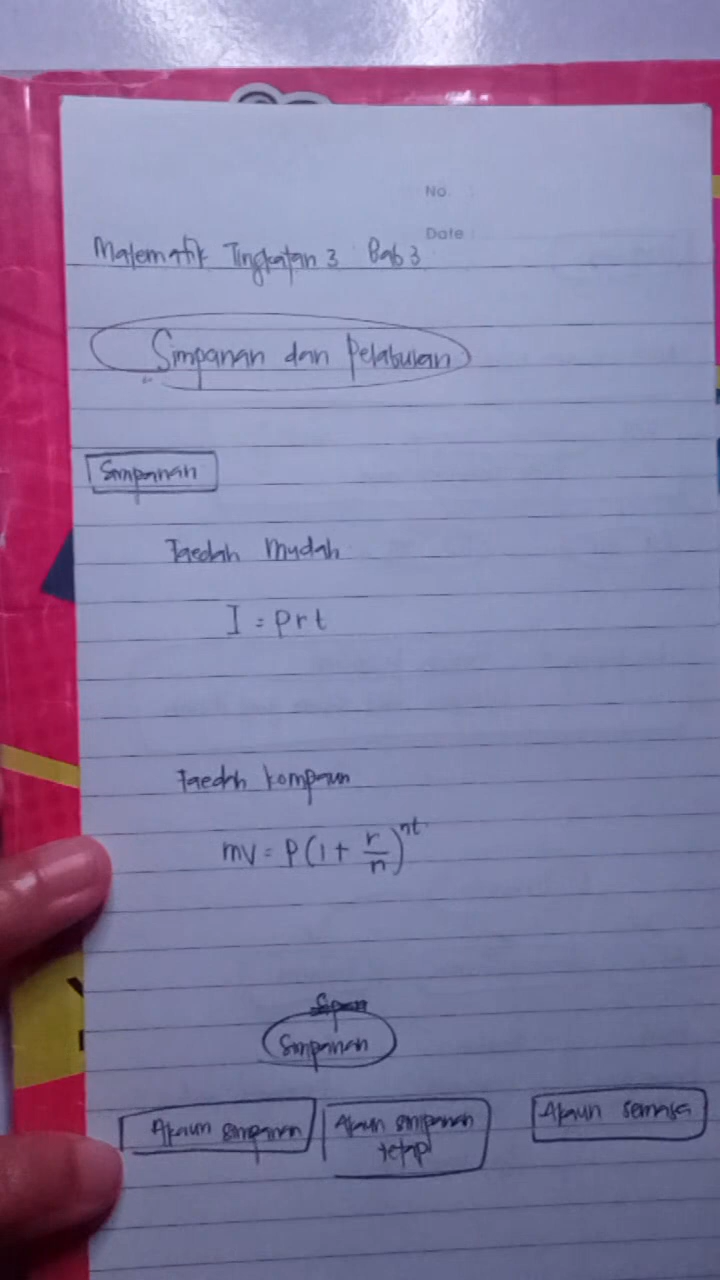 No. :
Date :
Matematik Tingkatan 3 Bab 3
Simpanan dan Pelaburan
Simpanan
Faedah Mudah
I = prt
Faedah kompaun
mv = P(1 + r/n)^nt
Simpanan
Akaun simpanan
Akaun simpanan tetap
Akaun semasa